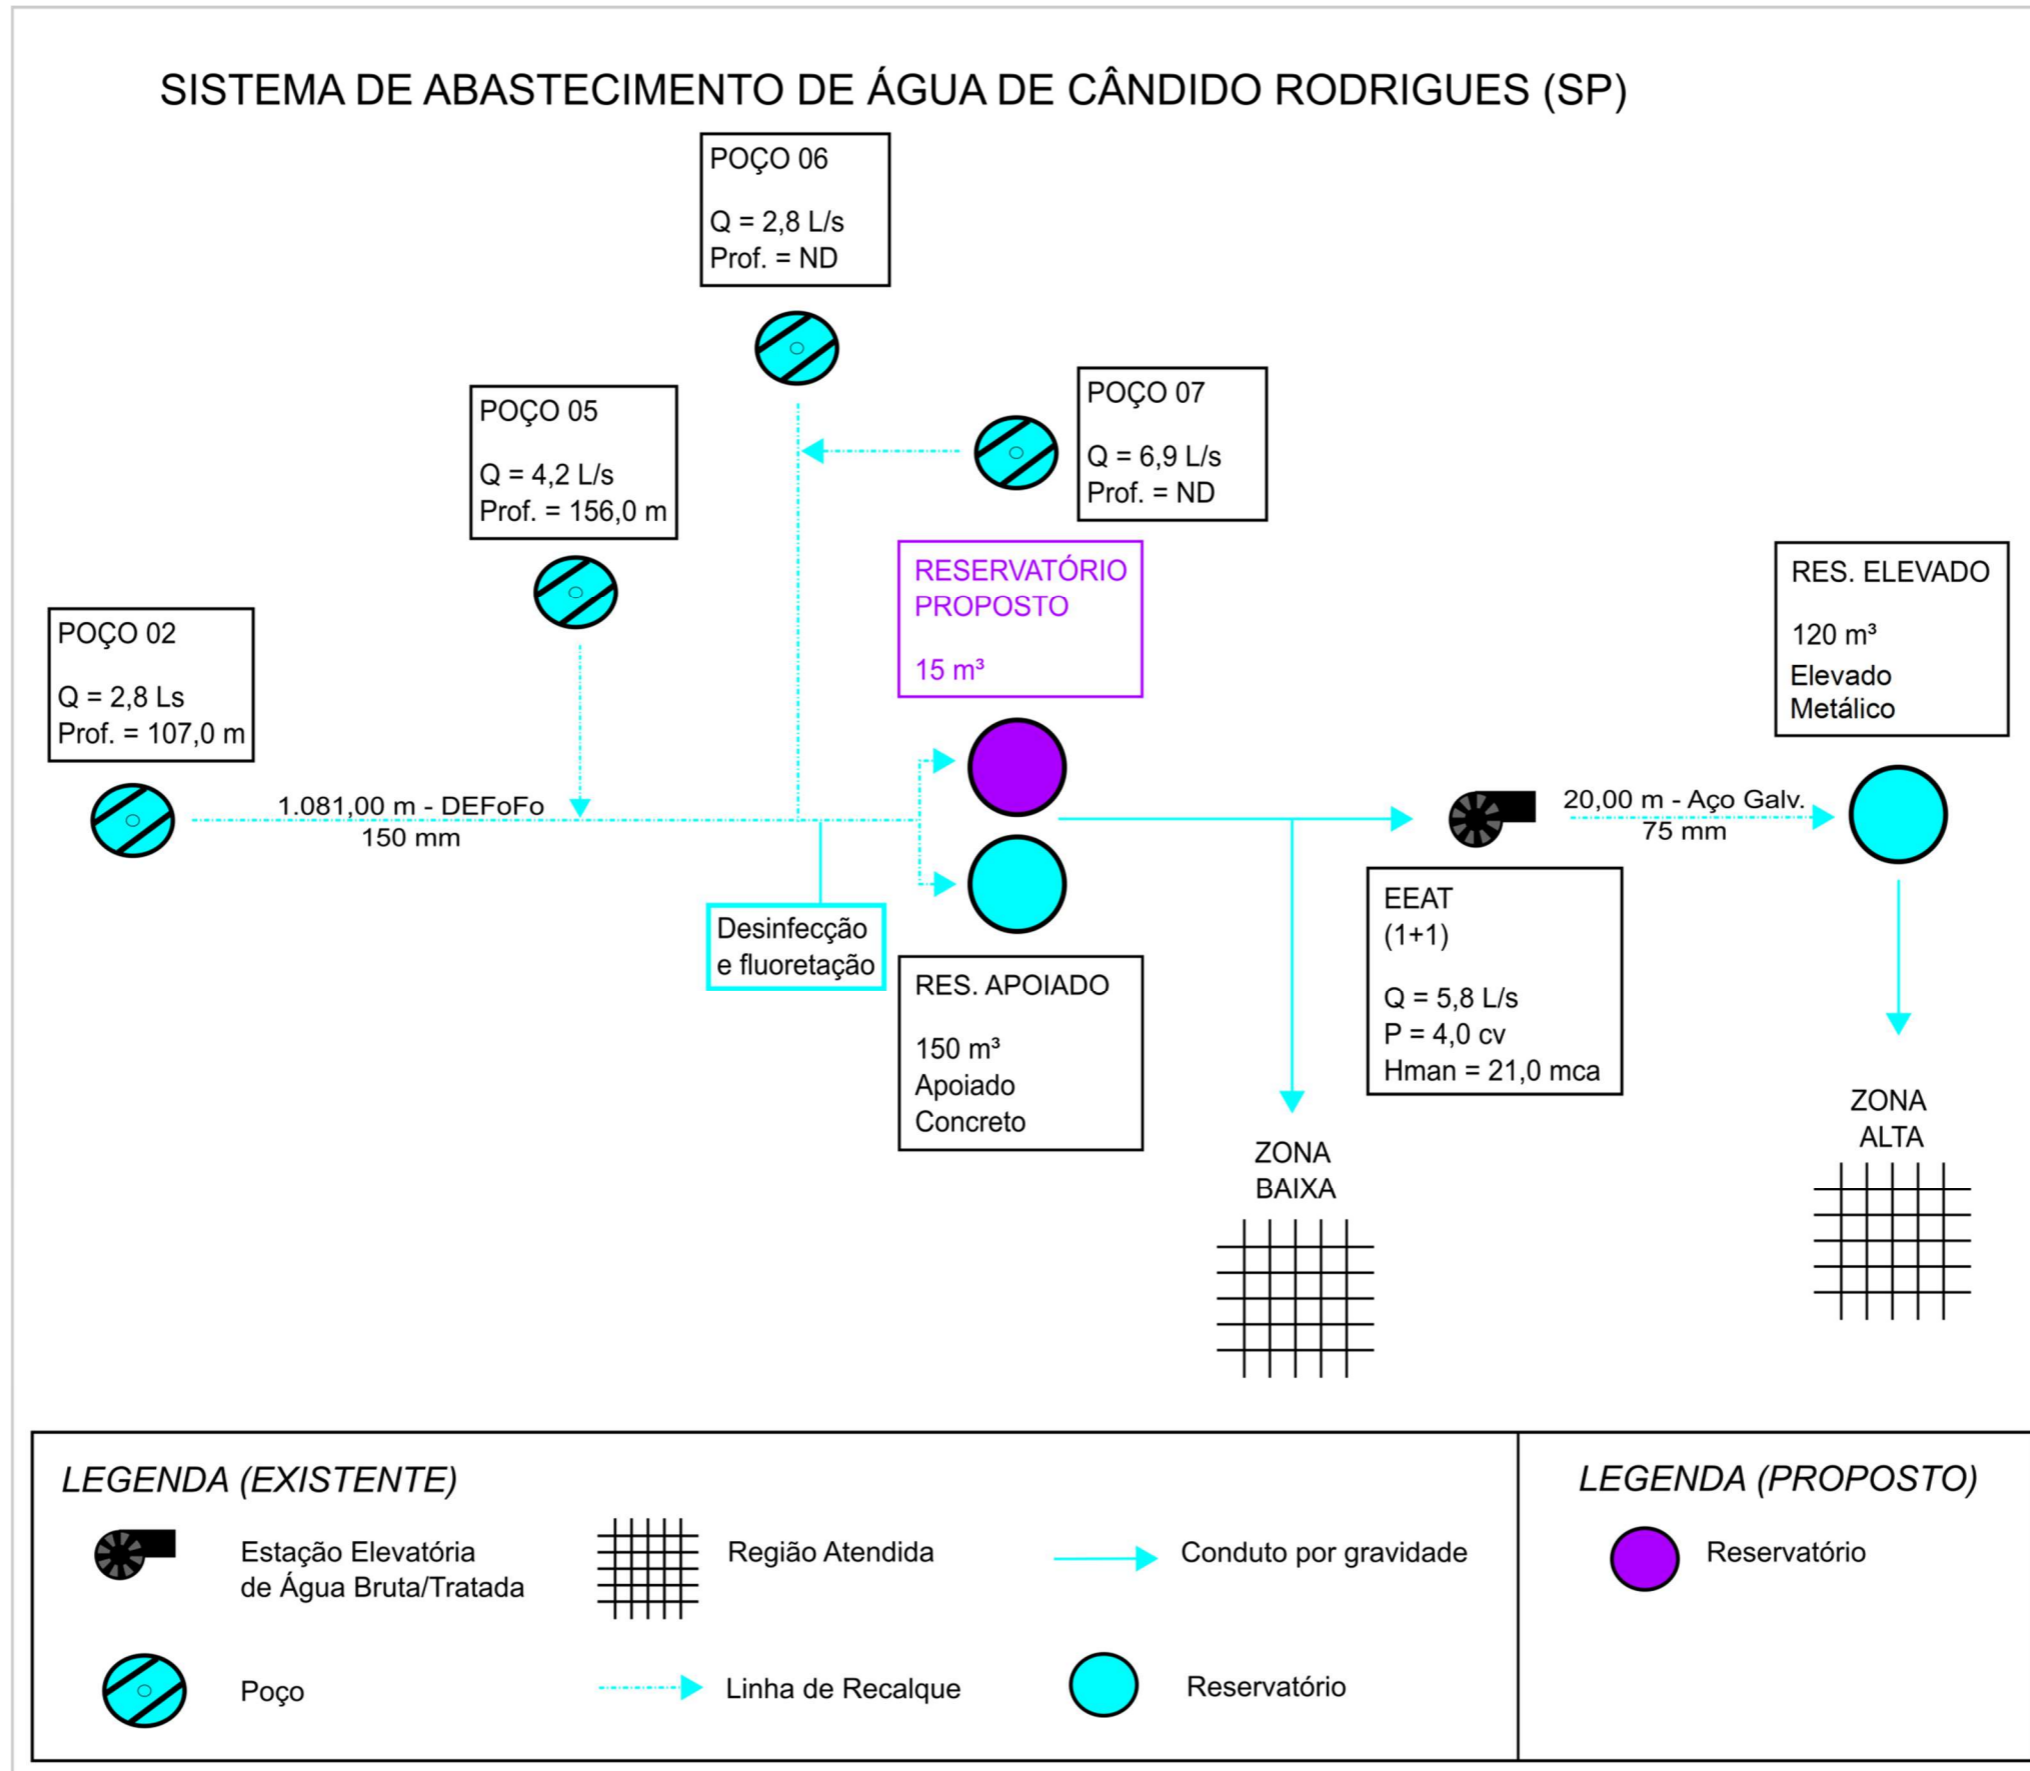 SISTEMA DE ABASTECIMENTO DE ÁGUA DE CÂNDIDO RODRIGUES (SP)
POÇO 06
Q = 2,8 L/s
Prof. = ND
POÇO 07
Q = 6,9 L/s
Prof. = ND
POÇO 05
Q = 4,2 L/s
Prof. = 156,0 m
POÇO 02
Q = 2,8 Ls
Prof. = 107,0 m
RESERVATÓRIO
PROPOSTO
15 m³
RES. ELEVADO
120 m³
Elevado
Metálico
1.081,00 m - DEFoFo
150 mm
20,00 m - Aço Galv.
75 mm
Desinfecção
e fluoretação
RES. APOIADO
150 m³
Apoiado
Concreto
EEAT
(1+1)
Q = 5,8 L/s
P = 4,0 cv
Hman = 21,0 mca
ZONA
BAIXA
ZONA
ALTA
LEGENDA (EXISTENTE)
Estação Elevatória
de Água Bruta/Tratada
Região Atendida
Conduto por gravidade
Poço
Linha de Recalque
Reservatório
LEGENDA (PROPOSTO)
Reservatório